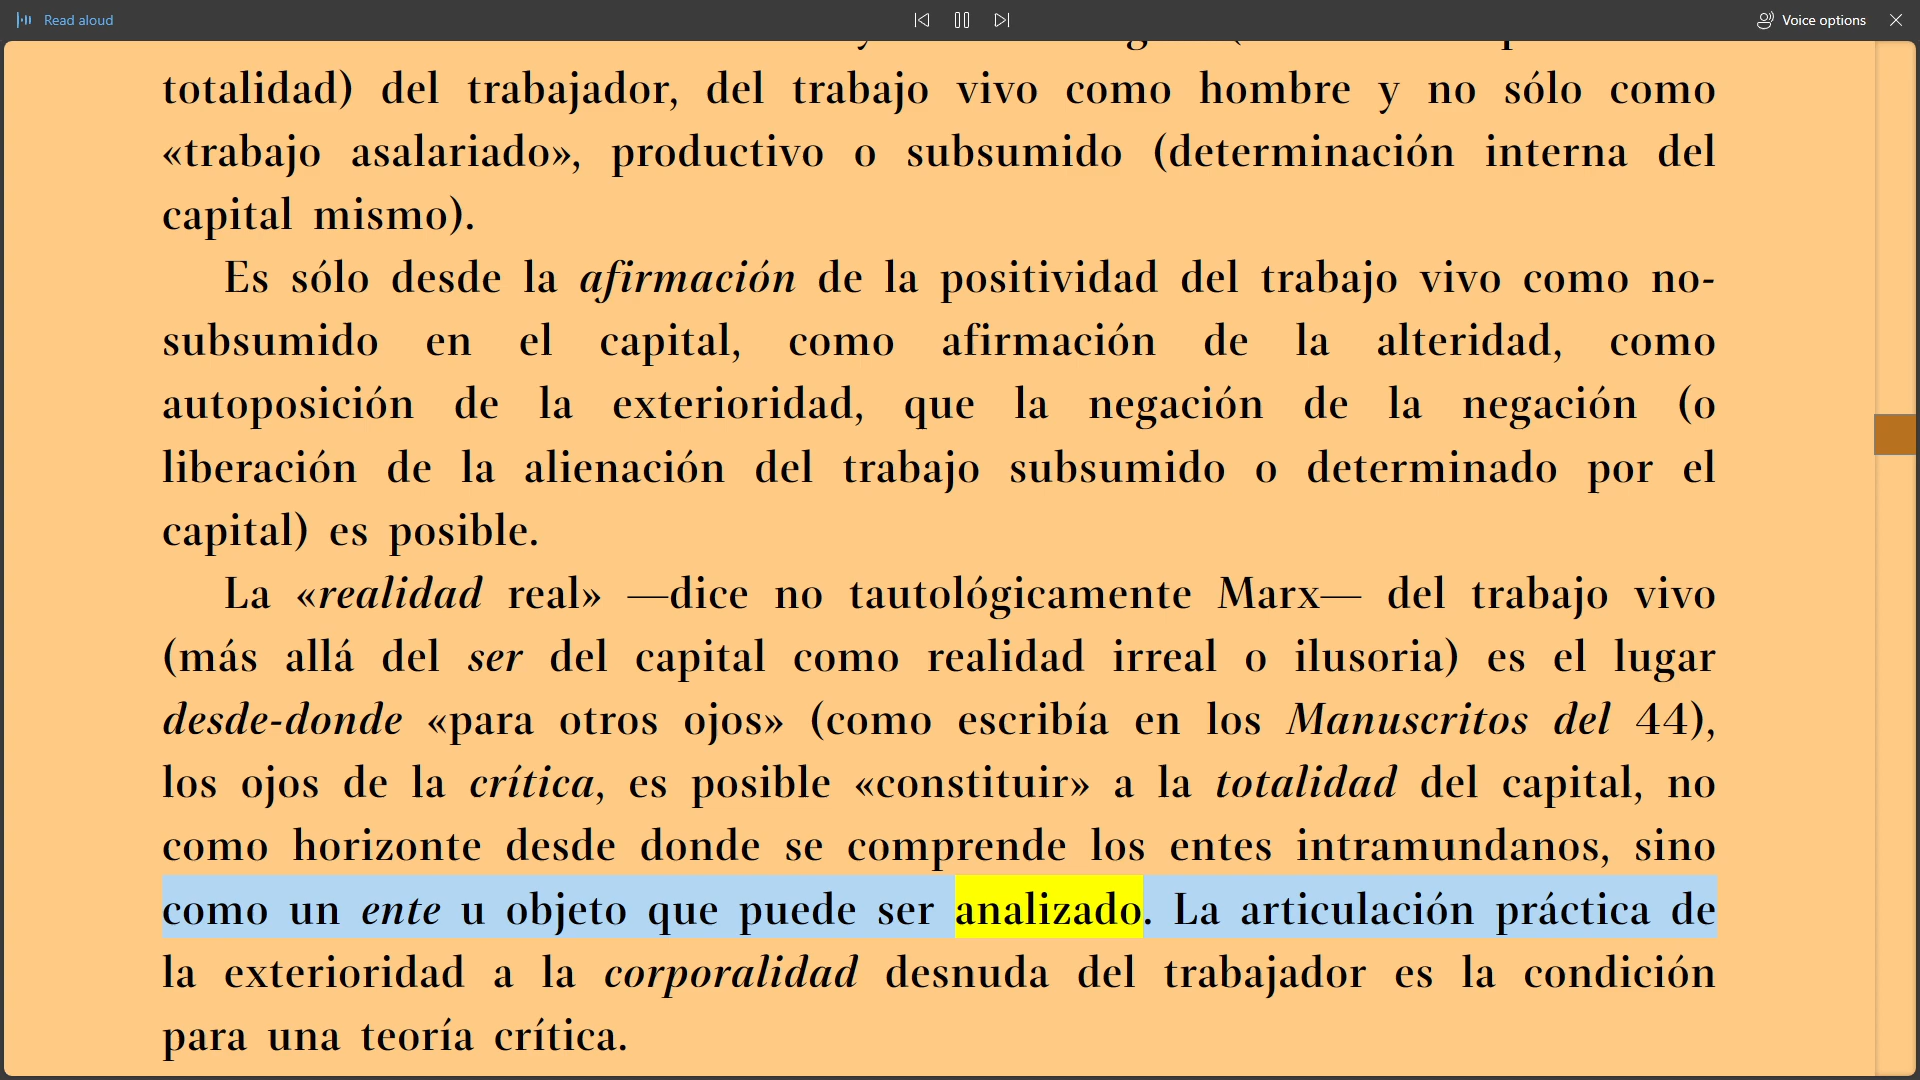 Read aloud
Voice options
totalidad) del trabajador, del trabajo vivo como hombre y no sólo como
«trabajo asalariado», productivo o subsumido (determinación interna del
capital mismo).
Es sólo desde la afirmación de la positividad del trabajo vivo como no-
subsumido en el capital, como afirmación de la alteridad, como
autoposición de la exterioridad, que la negación de la negación (o
liberación de la alienación del trabajo subsumido o determinado por el
capital) es posible.
La «realidad real» —dice no tautológicamente Marx— del trabajo vivo
(más allá del ser del capital como realidad irreal o ilusoria) es el lugar
desde-donde «para otros ojos» (como escribía en los Manuscritos del 44),
los ojos de la crítica, es posible «constituir» a la totalidad del capital, no
como horizonte desde donde se comprende los entes intramundanos, sino
como un ente u objeto que puede ser analizado. La articulación práctica de
la exterioridad a la corporalidad desnuda del trabajador es la condición
para una teoría crítica.